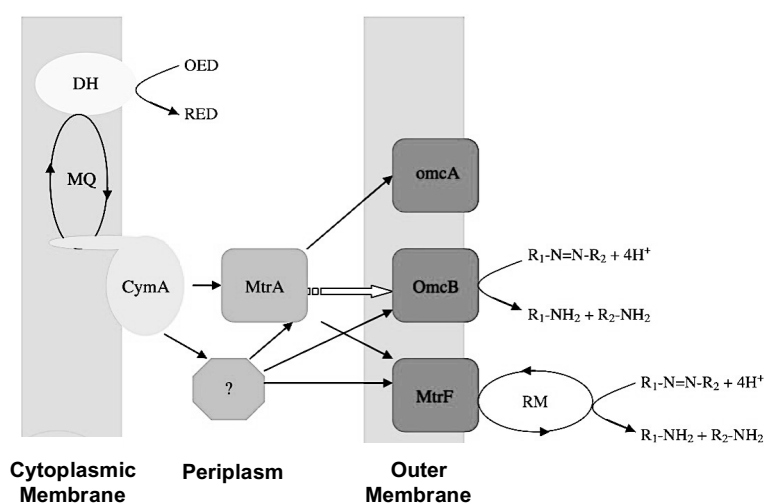 DH
OED
RED
MQ
CymA
MtrA
?
omcA
OmcB
MtrF
R₁-N=N-R₂ + 4H⁺
R₁-NH₂ + R₂-NH₂
RM
R₁-N=N-R₂ + 4H⁺
R₁-NH₂ + R₂-NH₂
Cytoplasmic
Membrane
Periplasm
Outer
Membrane